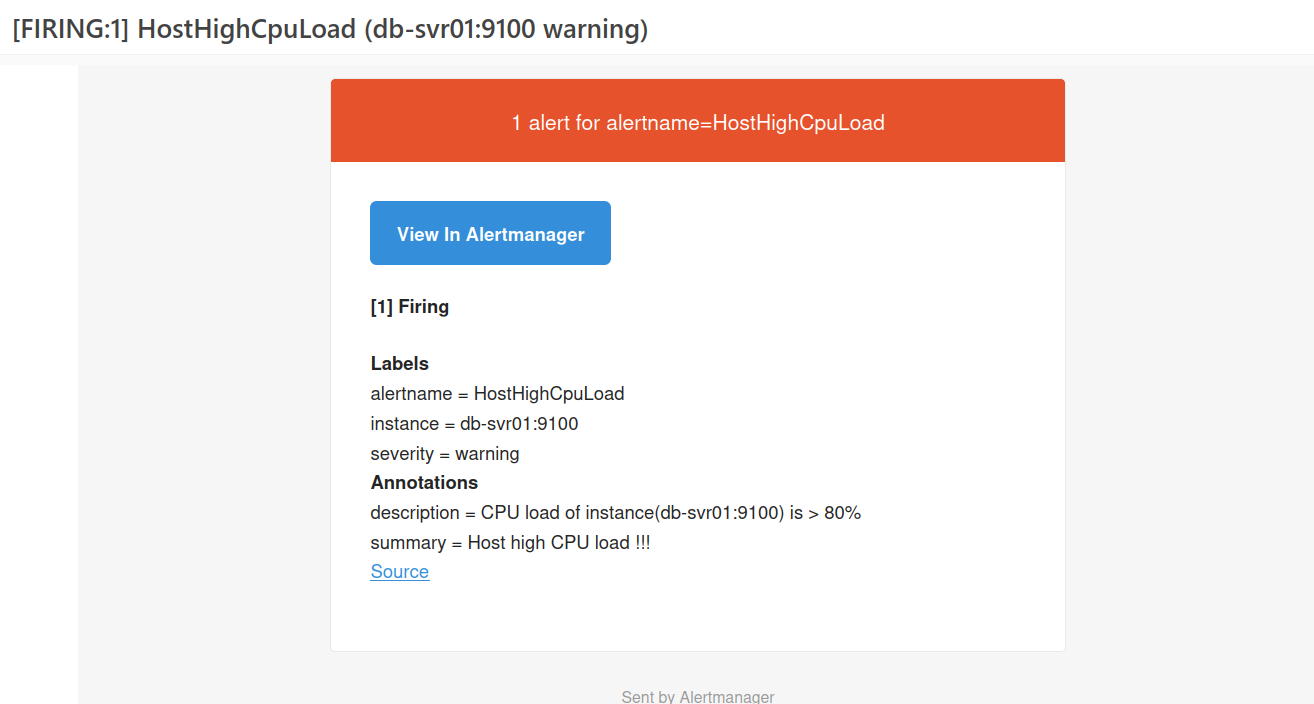 [FIRING:1] HostHighCpuLoad (db-svr01:9100 warning)
1 alert for alertname=HostHighCpuLoad
View In Alertmanager
[1] Firing
Labels
alertname = HostHighCpuLoad
instance = db-svr01:9100
severity = warning
Annotations
description = CPU load of instance(db-svr01:9100) is > 80%
summary = Host high CPU load !!!
Source
Sent by Alertmanager